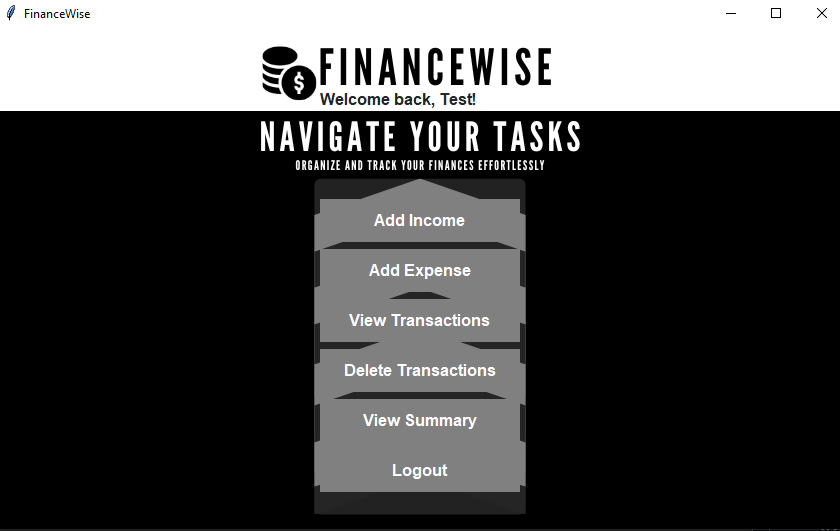 FinanceWise
FINANCEWISE
Welcome back, Test!
NAVIGATE YOUR TASKS
ORGANIZE AND TRACK YOUR FINANCES EFFORTLESSLY
Add Income
Add Expense
View Transactions
Delete Transactions
View Summary
Logout